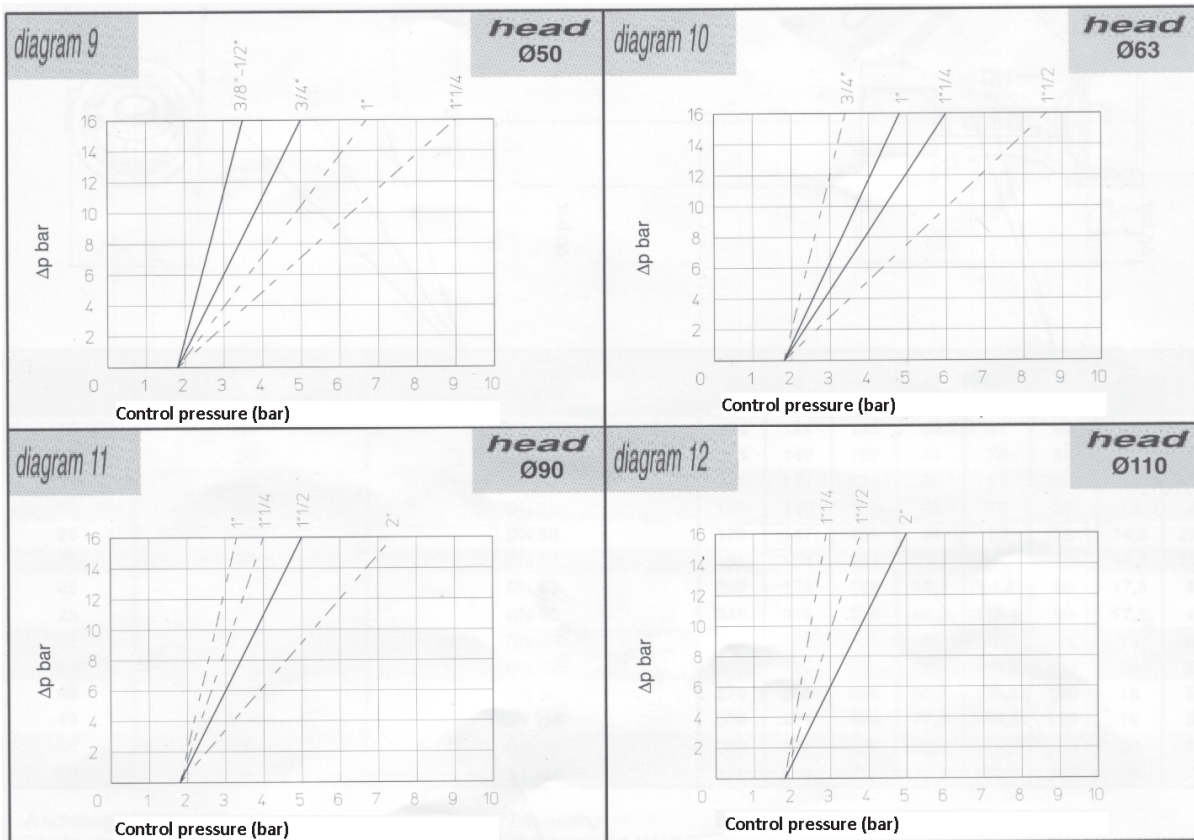 diagram 9
head
Ø50
3/8"-1/2"
3/4"
1"
1"1/4
16
14
12
10
8
6
4
2
Δp bar
0 1 2 3 4 5 6 7 8 9 10
Control pressure (bar)
diagram 10
head
Ø63
3/4"
1"
1"1/4
1"1/2
16
14
12
10
8
6
4
2
Δp bar
0 1 2 3 4 5 6 7 8 9 10
Control pressure (bar)
diagram 11
head
Ø90
1"
1"1/4
1"1/2
2"
16
14
12
10
8
6
4
2
Δp bar
0 1 2 3 4 5 6 7 8 9 10
Control pressure (bar)
diagram 12
head
Ø110
1"1/4
1"1/2
2"
16
14
12
10
8
6
4
2
Δp bar
0 1 2 3 4 5 6 7 8 9 10
Control pressure (bar)